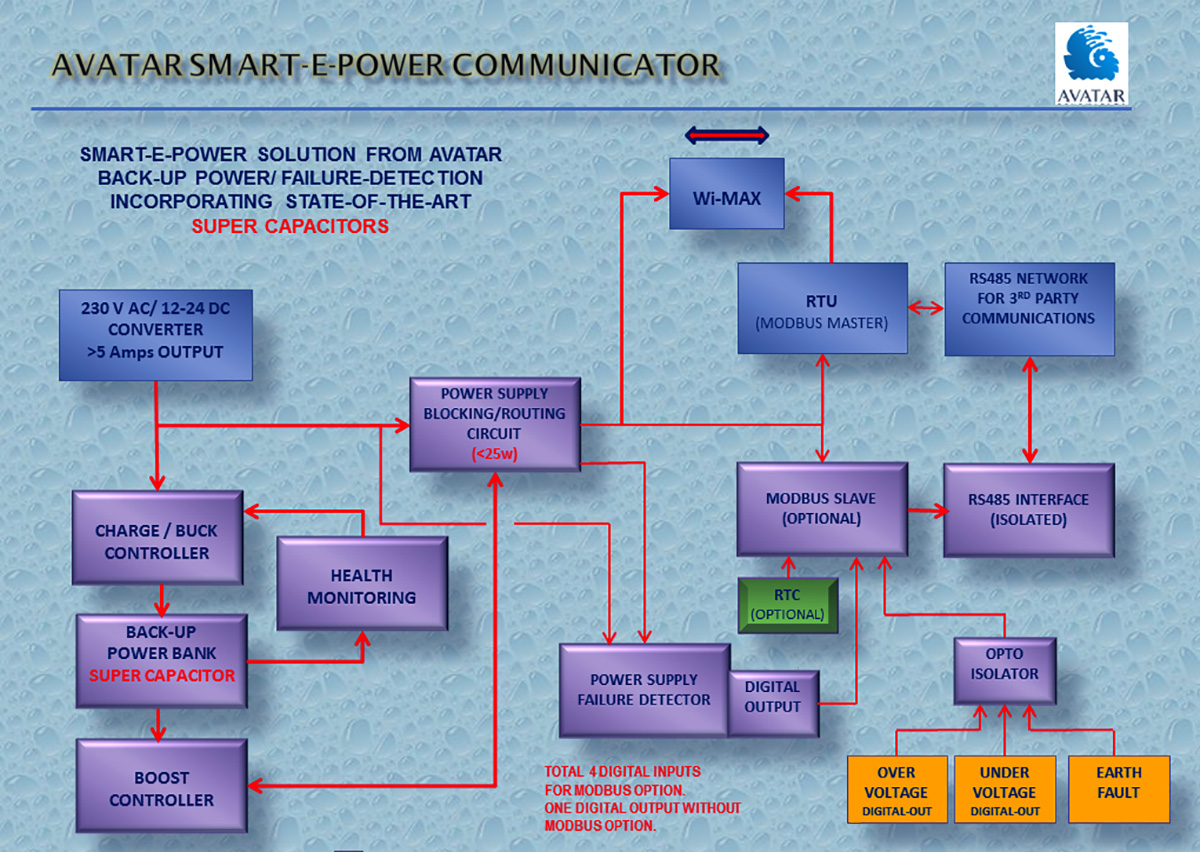 AVATAR SMART-E-POWER COMMUNICATOR
AVATAR
SMART-E-POWER SOLUTION FROM AVATAR
BACK-UP POWER/ FAILURE-DETECTION
INCORPORATING STATE-OF-THE-ART
SUPER CAPACITORS
Wi-MAX
230 V AC/ 12-24 DC
CONVERTER
>5 Amps OUTPUT
RTU
(MODBUS MASTER)
RS485 NETWORK
FOR 3RD PARTY
COMMUNICATIONS
POWER SUPPLY
BLOCKING/ROUTING
CIRCUIT
(<25w)
CHARGE / BUCK
CONTROLLER
HEALTH
MONITORING
MODBUS SLAVE
(OPTIONAL)
RS485 INTERFACE
(ISOLATED)
RTC
(OPTIONAL)
BACK-UP
POWER BANK
SUPER CAPACITOR
POWER SUPPLY
FAILURE DETECTOR
DIGITAL
OUTPUT
OPTO
ISOLATOR
BOOST
CONTROLLER
TOTAL 4 DIGITAL INPUTS
FOR MODBUS OPTION.
ONE DIGITAL OUTPUT WITHOUT
MODBUS OPTION.
OVER
VOLTAGE
DIGITAL-OUT
UNDER
VOLTAGE
DIGITAL-OUT
EARTH
FAULT